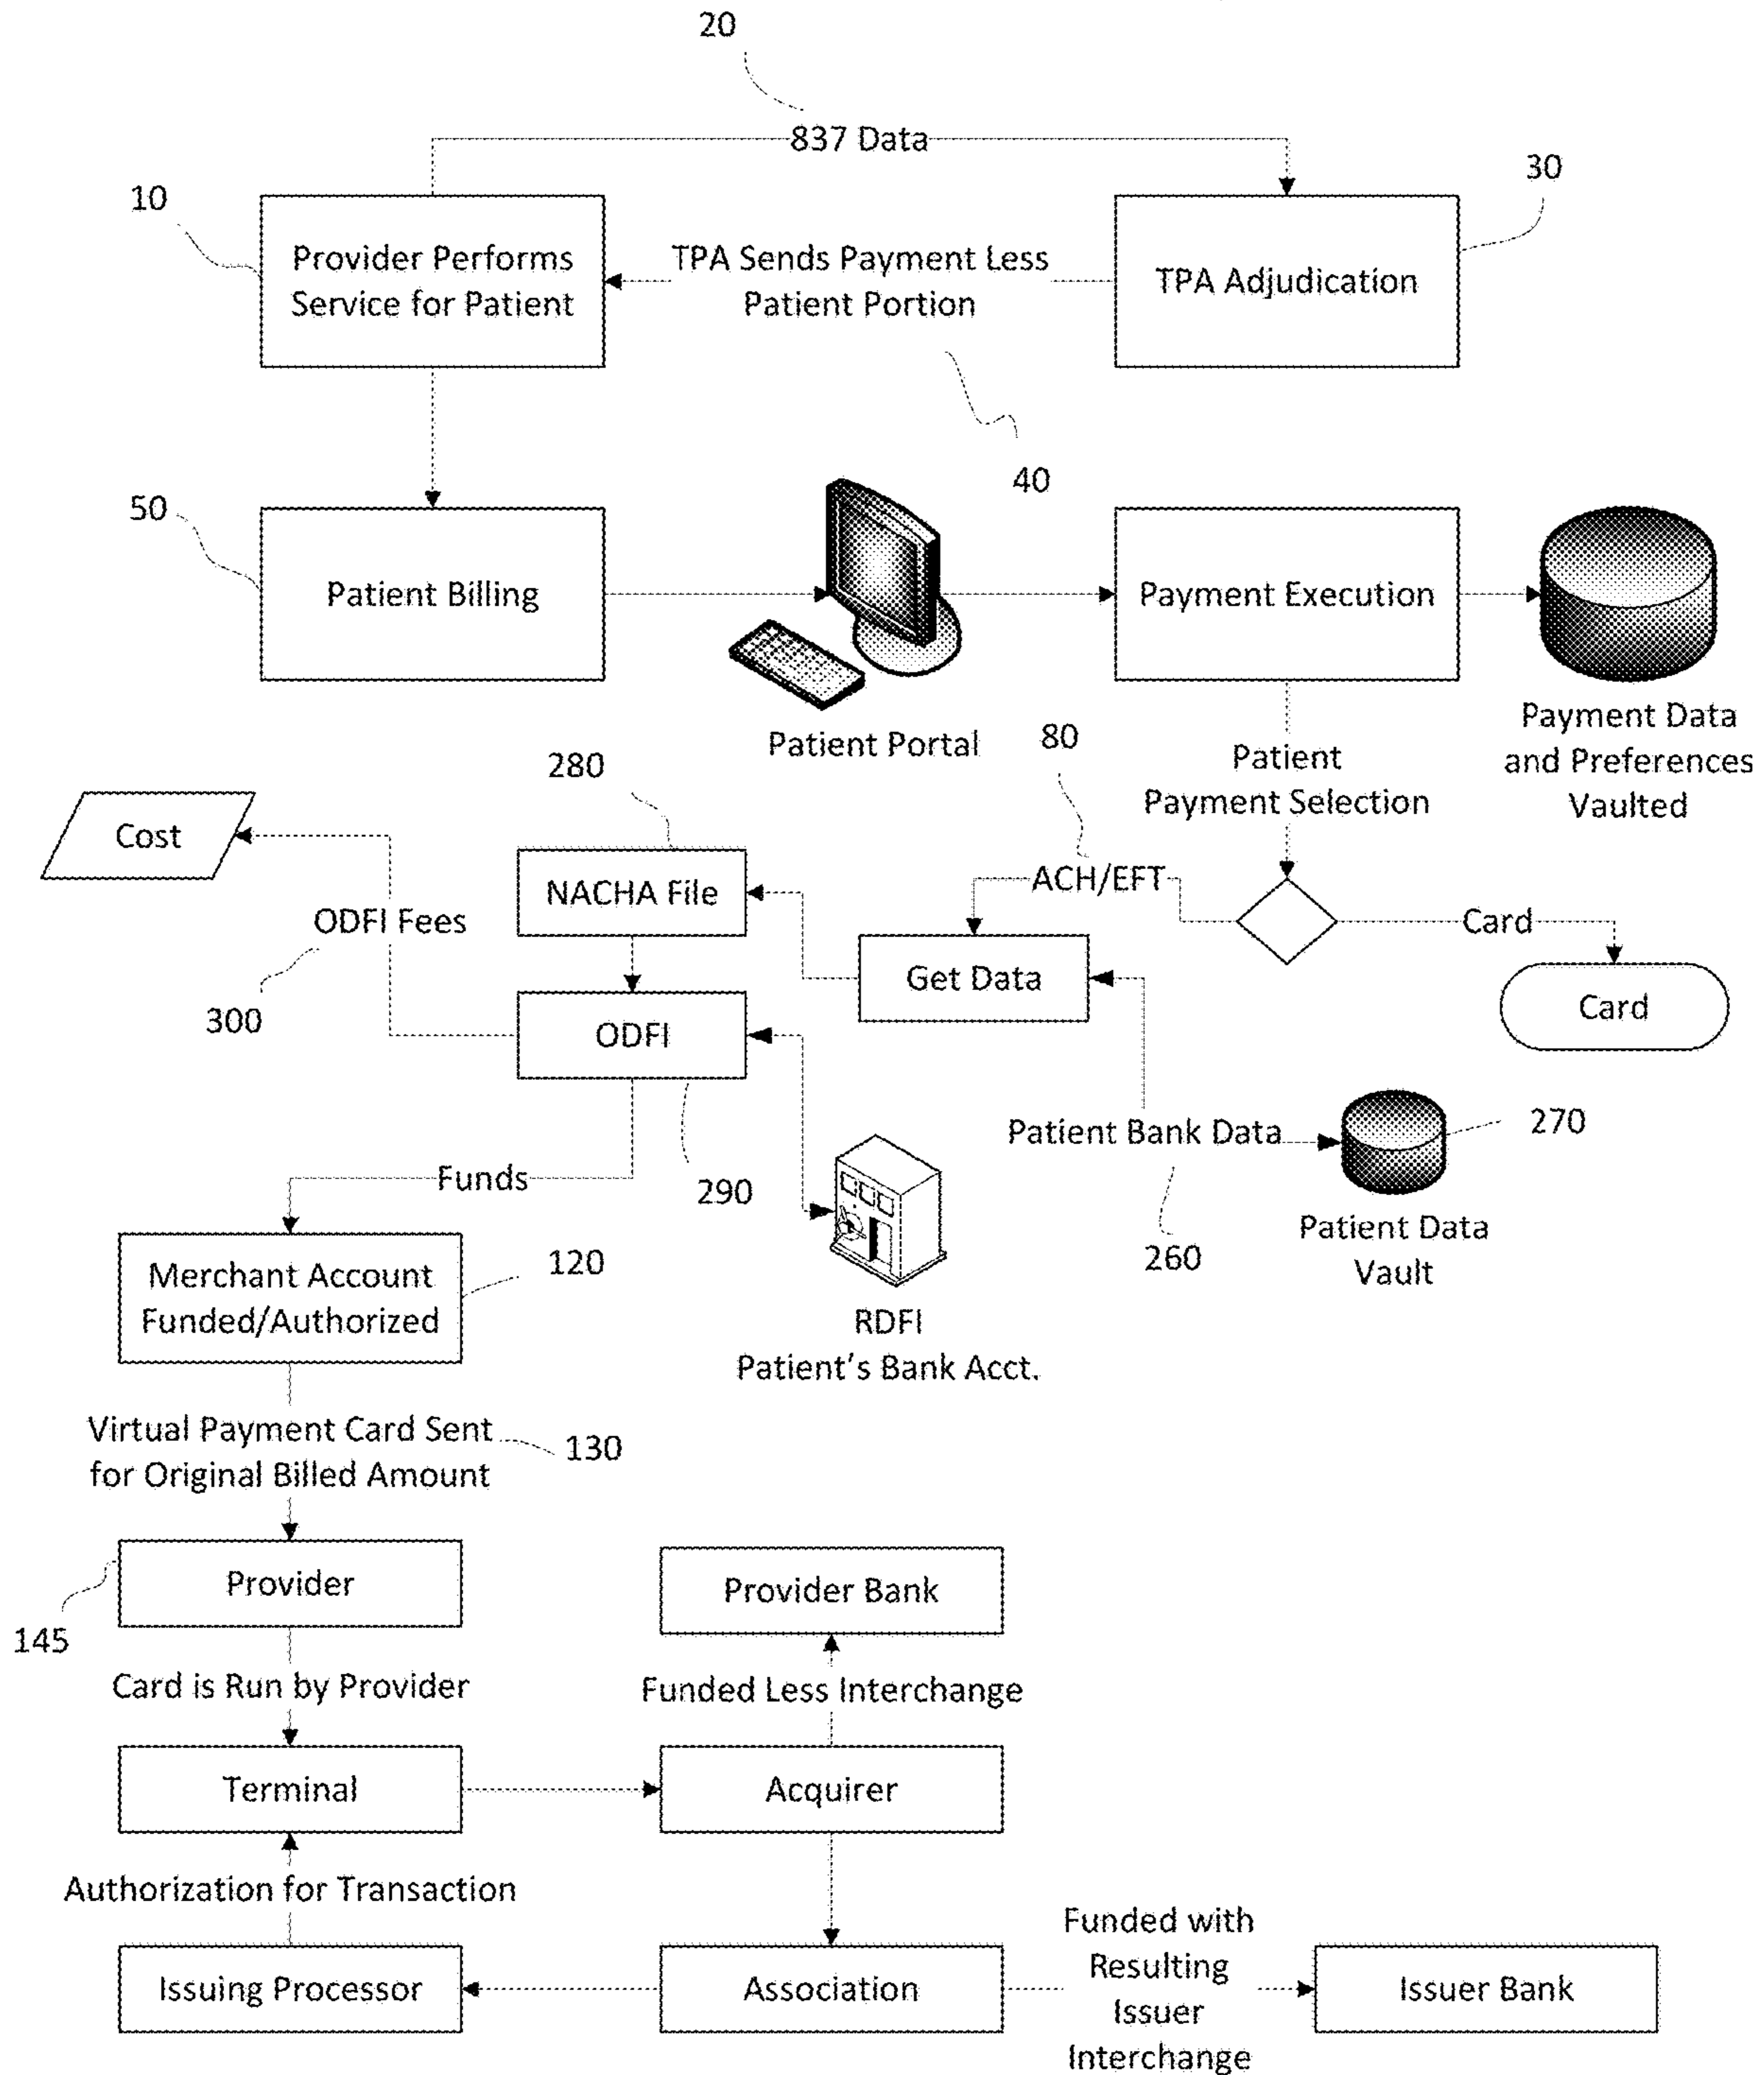 20
837 Data
10
30
Provider Performs
Service for Patient
TPA Sends Payment Less
Patient Portion
TPA Adjudication
40
50
Patient Billing
Payment Execution
Patient Portal
Payment Data
and Preferences
Vaulted
80
Patient
Payment Selection
280
Cost
NACHA File
ACH/EFT
Card
ODFI Fees
300
Get Data
Card
ODFI
Patient Bank Data
270
Funds
290
260
Patient Data
Vault
Merchant Account
Funded/Authorized
120
RDFI
Patient's Bank Acct.
Virtual Payment Card Sent
for Original Billed Amount
130
Provider
145
Provider Bank
Card is Run by Provider
Funded Less Interchange
Terminal
Acquirer
Authorization for Transaction
Issuing Processor
Association
Funded with
Resulting
Issuer
Interchange
Issuer Bank